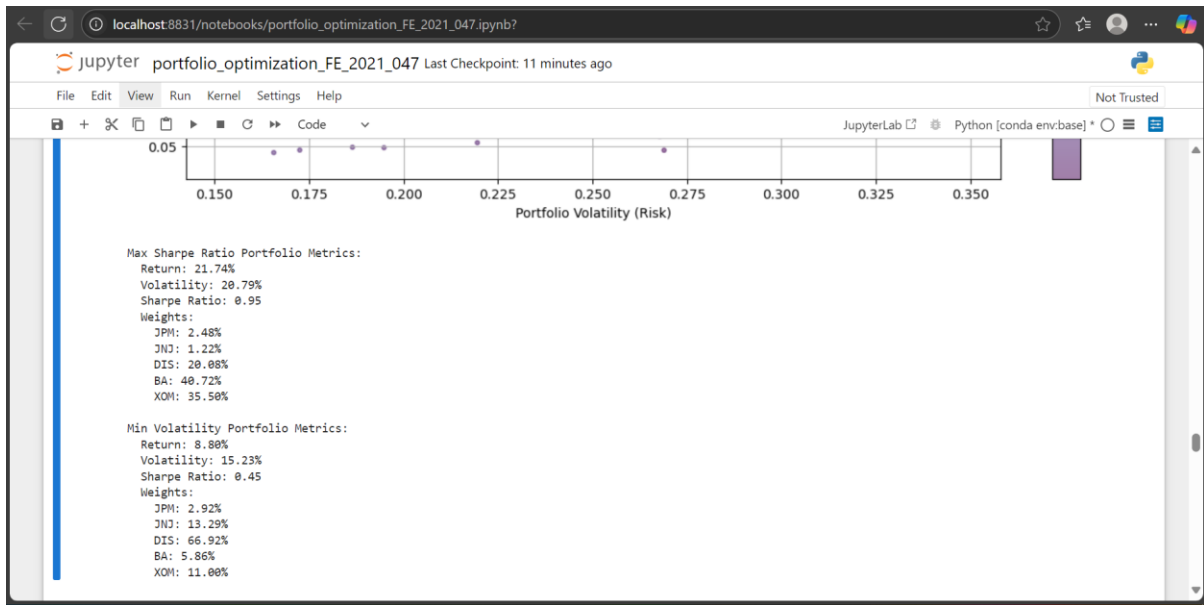 localhost:8831/notebooks/portfolio_optimization_FE_2021_047.ipynb?
jupyter portfolio_optimization_FE_2021_047 Last Checkpoint: 11 minutes ago
File Edit View Run Kernel Settings Help Not Trusted
Code JupyterLab Python [conda env:base] *
0.05
0.150 0.175 0.200 0.225 0.250 0.275 0.300 0.325 0.350
Portfolio Volatility (Risk)
Max Sharpe Ratio Portfolio Metrics:
Return: 21.74%
Volatility: 20.79%
Sharpe Ratio: 0.95
Weights:
JPM: 2.48%
JNJ: 1.22%
DIS: 20.08%
BA: 40.72%
XOM: 35.50%
Min Volatility Portfolio Metrics:
Return: 8.80%
Volatility: 15.23%
Sharpe Ratio: 0.45
Weights:
JPM: 2.92%
JNJ: 13.29%
DIS: 66.92%
BA: 5.86%
XOM: 11.00%